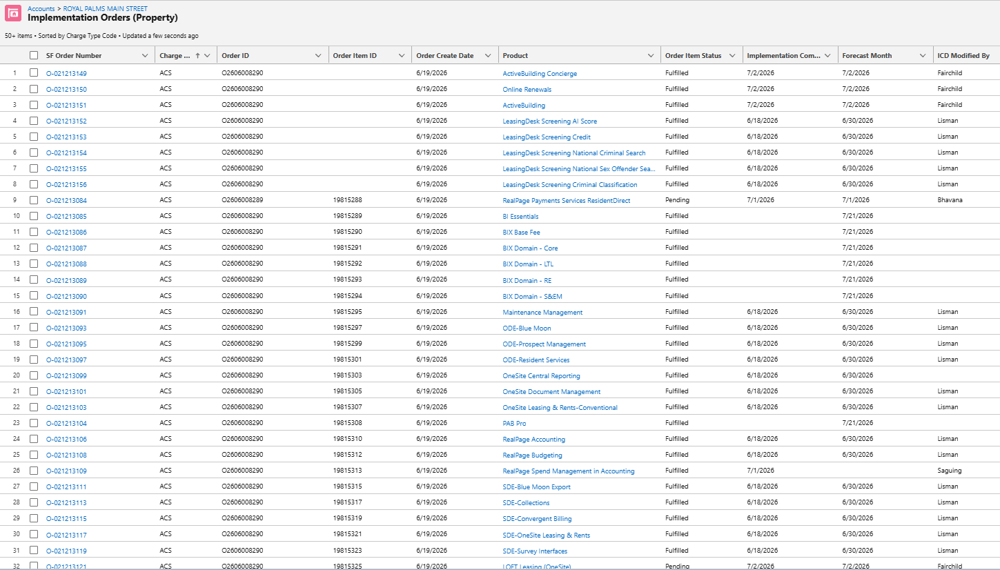 Accounts > ROYAL PALMS MAIN STREET
Implementation Orders (Property)
50+ items • Sorted by Charge Type Code • Updated a few seconds ago
SF Order Number Charge ... ↑ Order ID Order Item ID Order Create Date Product Order Item Status Implementation Com... Forecast Month ICD Modified By
1 O-021213149 ACS O2606008290 6/19/2026 ActiveBuilding Concierge Fulfilled 7/2/2026 7/2/2026 Fairchild
2 O-021213150 ACS O2606008290 6/19/2026 Online Renewals Fulfilled 7/2/2026 7/2/2026 Fairchild
3 O-021213151 ACS O2606008290 6/19/2026 ActiveBuilding Fulfilled 7/2/2026 7/2/2026 Fairchild
4 O-021213152 ACS O2606008290 6/19/2026 LeasingDesk Screening AI Score Fulfilled 6/18/2026 6/30/2026 Lisman
5 O-021213153 ACS O2606008290 6/19/2026 LeasingDesk Screening Credit Fulfilled 6/18/2026 6/30/2026 Lisman
6 O-021213154 ACS O2606008290 6/19/2026 LeasingDesk Screening National Criminal Search Fulfilled 6/18/2026 6/30/2026 Lisman
7 O-021213155 ACS O2606008290 6/19/2026 LeasingDesk Screening National Sex Offender Sea... Fulfilled 6/18/2026 6/30/2026 Lisman
8 O-021213156 ACS O2606008290 6/19/2026 LeasingDesk Screening Criminal Classification Fulfilled 6/18/2026 6/30/2026 Lisman
9 O-021213084 ACS O2606008289 19815288 6/19/2026 RealPage Payments Services ResidentDirect Pending 7/1/2026 7/1/2026 Bhavana
10 O-021213085 ACS O2606008290 19815289 6/19/2026 BI Essentials Fulfilled 7/21/2026
11 O-021213086 ACS O2606008290 19815290 6/19/2026 BIX Base Fee Fulfilled 7/21/2026
12 O-021213087 ACS O2606008290 19815291 6/19/2026 BIX Domain - Core Fulfilled 7/21/2026
13 O-021213088 ACS O2606008290 19815292 6/19/2026 BIX Domain - LTL Fulfilled 7/21/2026
14 O-021213089 ACS O2606008290 19815293 6/19/2026 BIX Domain - RE Fulfilled 7/21/2026
15 O-021213090 ACS O2606008290 19815294 6/19/2026 BIX Domain - S&EM Fulfilled 7/21/2026
16 O-021213091 ACS O2606008290 19815295 6/19/2026 Maintenance Management Fulfilled 6/18/2026 6/30/2026 Lisman
17 O-021213093 ACS O2606008290 19815297 6/19/2026 ODE-Blue Moon Fulfilled 6/18/2026 6/30/2026 Lisman
18 O-021213095 ACS O2606008290 19815299 6/19/2026 ODE-Prospect Management Fulfilled 6/18/2026 6/30/2026 Lisman
19 O-021213097 ACS O2606008290 19815301 6/19/2026 ODE-Resident Services Fulfilled 6/18/2026 6/30/2026 Lisman
20 O-021213099 ACS O2606008290 19815303 6/19/2026 OneSite Central Reporting Fulfilled 6/18/2026 6/30/2026
21 O-021213101 ACS O2606008290 19815305 6/19/2026 OneSite Document Management Fulfilled 6/18/2026 6/30/2026 Lisman
22 O-021213103 ACS O2606008290 19815307 6/19/2026 OneSite Leasing & Rents-Conventional Fulfilled 6/18/2026 6/30/2026 Lisman
23 O-021213104 ACS O2606008290 19815308 6/19/2026 PAB Pro Fulfilled 7/21/2026
24 O-021213106 ACS O2606008290 19815310 6/19/2026 RealPage Accounting Fulfilled 6/18/2026 6/30/2026 Lisman
25 O-021213108 ACS O2606008290 19815312 6/19/2026 RealPage Budgeting Fulfilled 6/18/2026 6/30/2026 Lisman
26 O-021213109 ACS O2606008290 19815313 6/19/2026 RealPage Spend Management in Accounting Fulfilled 7/1/2026 Saguing
27 O-021213111 ACS O2606008290 19815315 6/19/2026 SDE-Blue Moon Export Fulfilled 6/18/2026 6/30/2026 Lisman
28 O-021213113 ACS O2606008290 19815317 6/19/2026 SDE-Collections Fulfilled 6/18/2026 6/30/2026 Lisman
29 O-021213115 ACS O2606008290 19815319 6/19/2026 SDE-Convergent Billing Fulfilled 6/18/2026 6/30/2026 Lisman
30 O-021213117 ACS O2606008290 19815321 6/19/2026 SDE-OneSite Leasing & Rents Fulfilled 6/18/2026 6/30/2026 Lisman
31 O-021213119 ACS O2606008290 19815323 6/19/2026 SDE-Survey Interfaces Fulfilled 6/18/2026 6/30/2026 Lisman
32 O-021213121 ACS O2606008290 19815325 6/19/2026 LOFT Leasing (OneSite) Pending 7/2/2026 7/2/2026 Fairchild